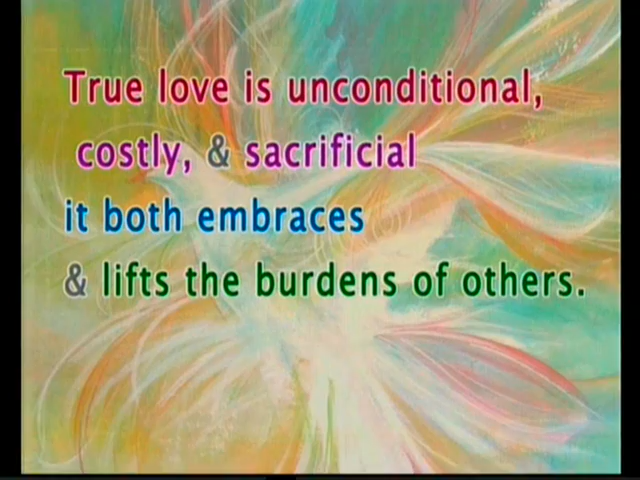 True love is unconditional,
costly, & sacrificial
it both embraces
& lifts the burdens of others.